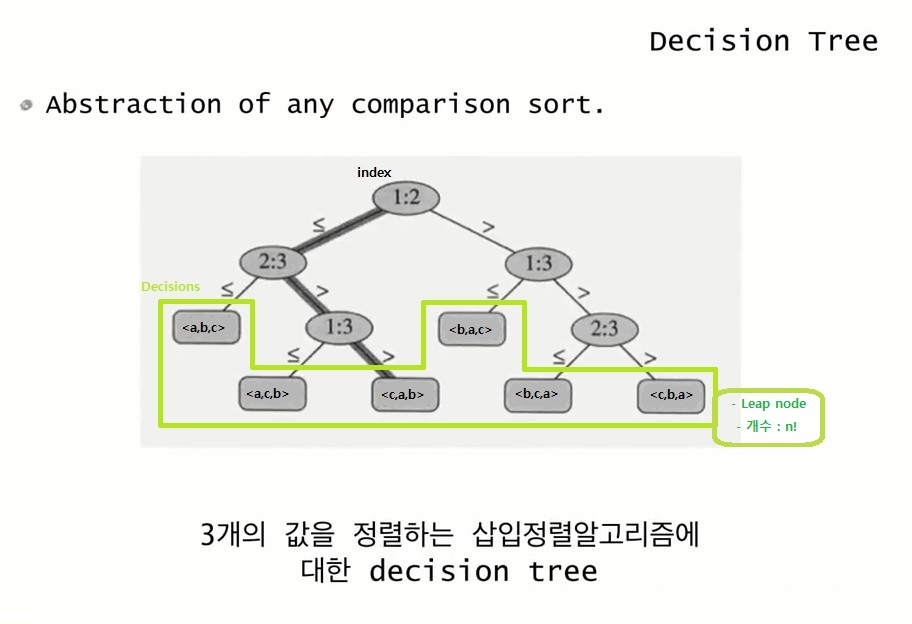 Decision Tree
Abstraction of any comparison sort.
index
1:2
≤ >
2:3 1:3
Decisions
≤ > ≤ >
<a,b,c> 1:3 <b,a,c> 2:3
≤ > ≤ >
<a,c,b> <c,a,b> <b,c,a> <c,b,a>
- Leap node
- 개수 : n!
3개의 값을 정렬하는 삽입정렬알고리즘에
대한 decision tree